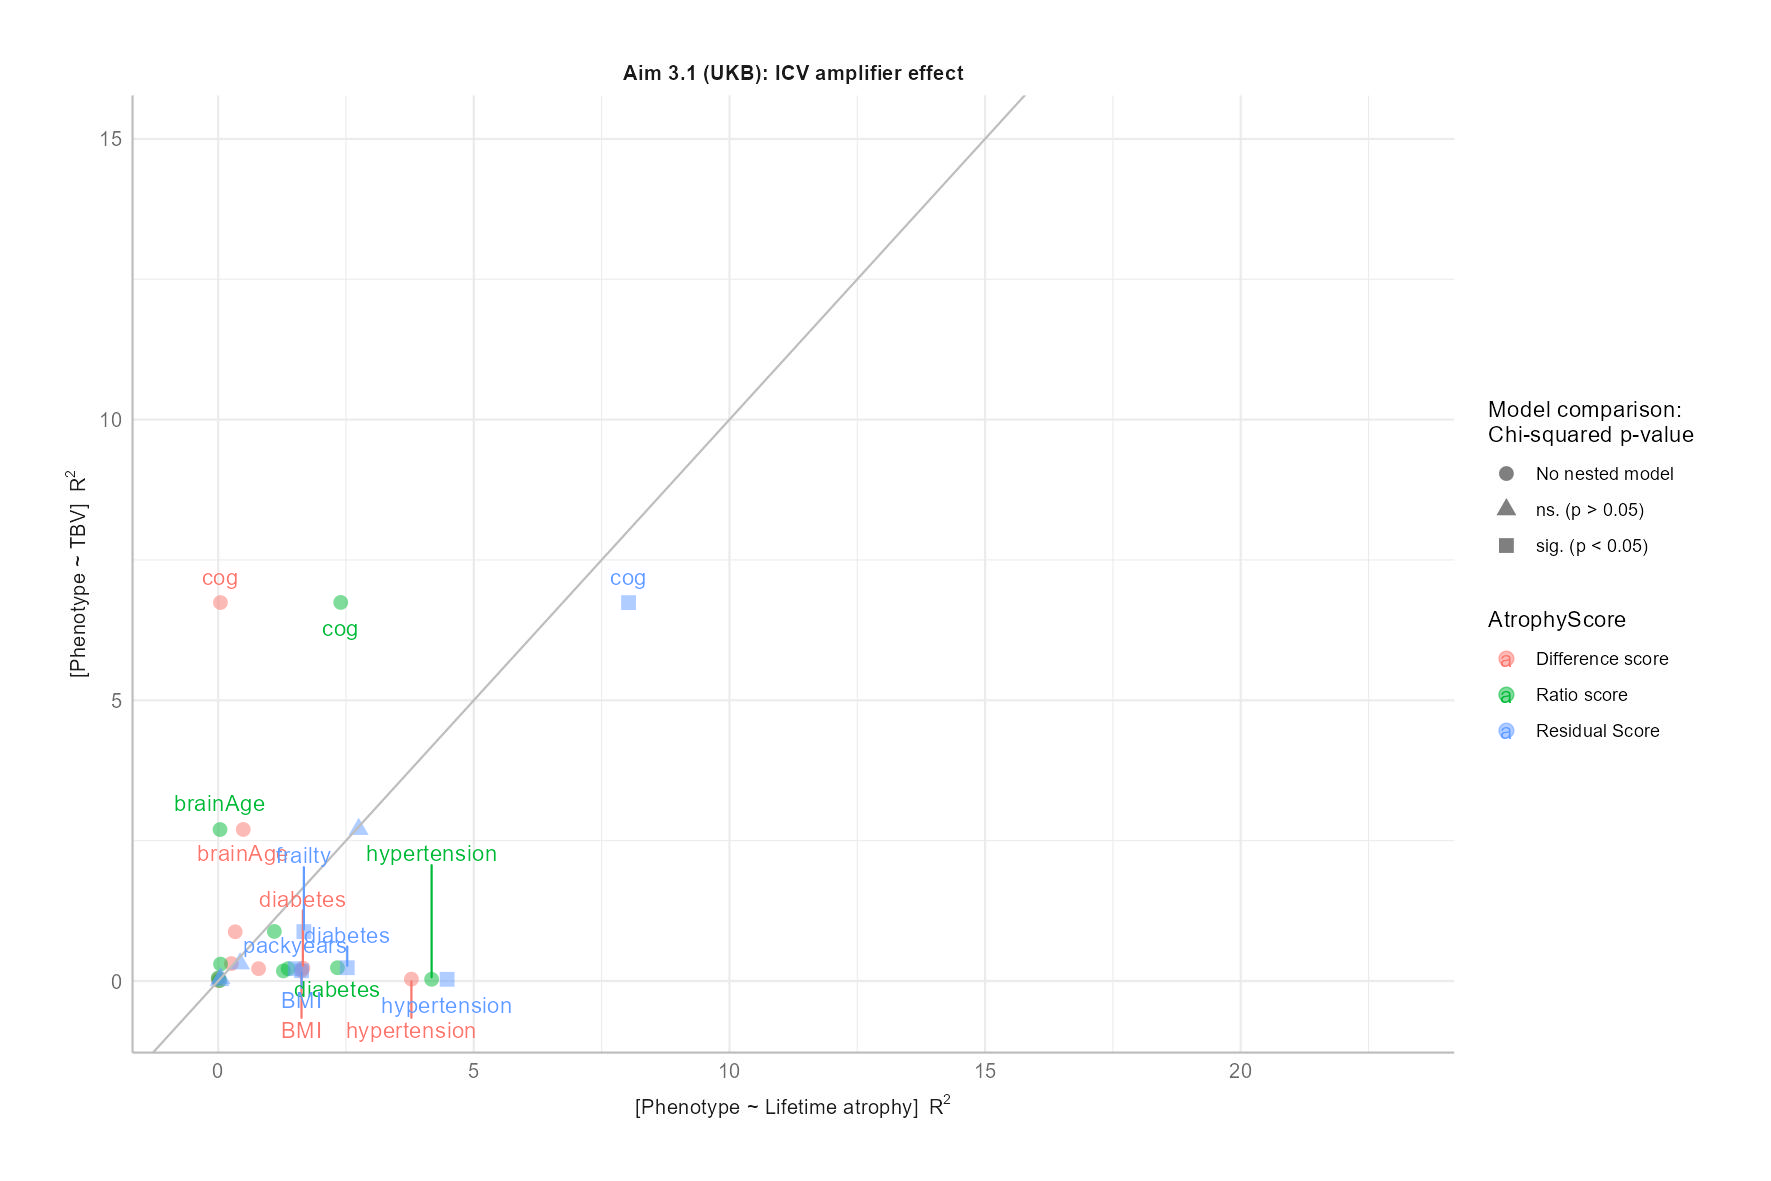 Aim 3.1 (UKB): ICV amplifier effect
15
10
5
0
[Phenotype ~ TBV] R2
cog
cog
cog
brainAge
brainAge
frailty
hypertension
diabetes
diabetes
packyears
diabetes
BMI
hypertension
BMI
hypertension
0
5
10
15
20
[Phenotype ~ Lifetime atrophy] R2
Model comparison:
Chi-squared p-value
No nested model
ns. (p > 0.05)
sig. (p < 0.05)
AtrophyScore
a Difference score
a Ratio score
a Residual Score